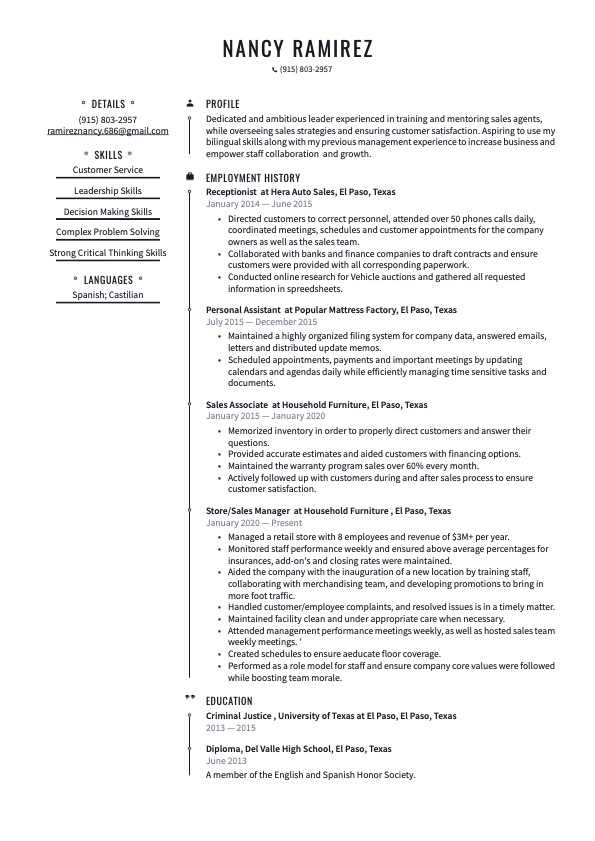 NANCY RAMIREZ
(915) 803-2957
DETAILS
(915) 803-2957
ramireznancy.686@gmail.com
SKILLS
Customer Service
Leadership Skills
Decision Making Skills
Complex Problem Solving
Strong Critical Thinking Skills
LANGUAGES
Spanish; Castilian
PROFILE
Dedicated and ambitious leader experienced in training and mentoring sales agents,
while overseeing sales strategies and ensuring customer satisfaction. Aspiring to use my
bilingual skills along with my previous management experience to increase business and
empower staff collaboration and growth.
EMPLOYMENT HISTORY
Receptionist at Hera Auto Sales, El Paso, Texas
January 2014 — June 2015
• Directed customers to correct personnel, attended over 50 phones calls daily,
coordinated meetings, schedules and customer appointments for the company
owners as well as the sales team.
• Collaborated with banks and finance companies to draft contracts and ensure
customers were provided with all corresponding paperwork.
• Conducted online research for Vehicle auctions and gathered all requested
information in spreedsheets.
Personal Assistant at Popular Mattress Factory, El Paso, Texas
July 2015 — December 2015
• Maintained a highly organized filing system for company data, answered emails,
letters and distributed update memos.
• Scheduled appointments, payments and important meetings by updating
calendars and agendas daily while efficiently managing time sensitive tasks and
documents.
Sales Associate at Household Furniture, El Paso, Texas
January 2015 — January 2020
• Memorized inventory in order to properly direct customers and answer their
questions.
• Provided accurate estimates and aided customers with financing options.
• Maintained the warranty program sales over 60% every month.
• Actively followed up with customers during and after sales process to ensure
customer satisfaction.
Store/Sales Manager at Household Furniture , El Paso, Texas
January 2020 — Present
• Managed a retail store with 8 employees and revenue of $3M+ per year.
• Monitored staff performance weekly and ensured above average percentages for
insurances, add-on's and closing rates were maintained.
• Aided the company with the inauguration of a new location by training staff,
collaborating with merchandising team, and developing promotions to bring in
more foot traffic.
• Handled customer/employee complaints, and resolved issues is in a timely matter.
• Maintained facility clean and under appropriate care when necessary.
• Attended management performance meetings weekly, as well as hosted sales team
weekly meetings. '
• Created schedules to ensure aeducate floor coverage.
• Performed as a role model for staff and ensure company core values were followed
while boosting team morale.
EDUCATION
Criminal Justice , University of Texas at El Paso, El Paso, Texas
2013 — 2015
Diploma, Del Valle High School, El Paso, Texas
June 2013
A member of the English and Spanish Honor Society.